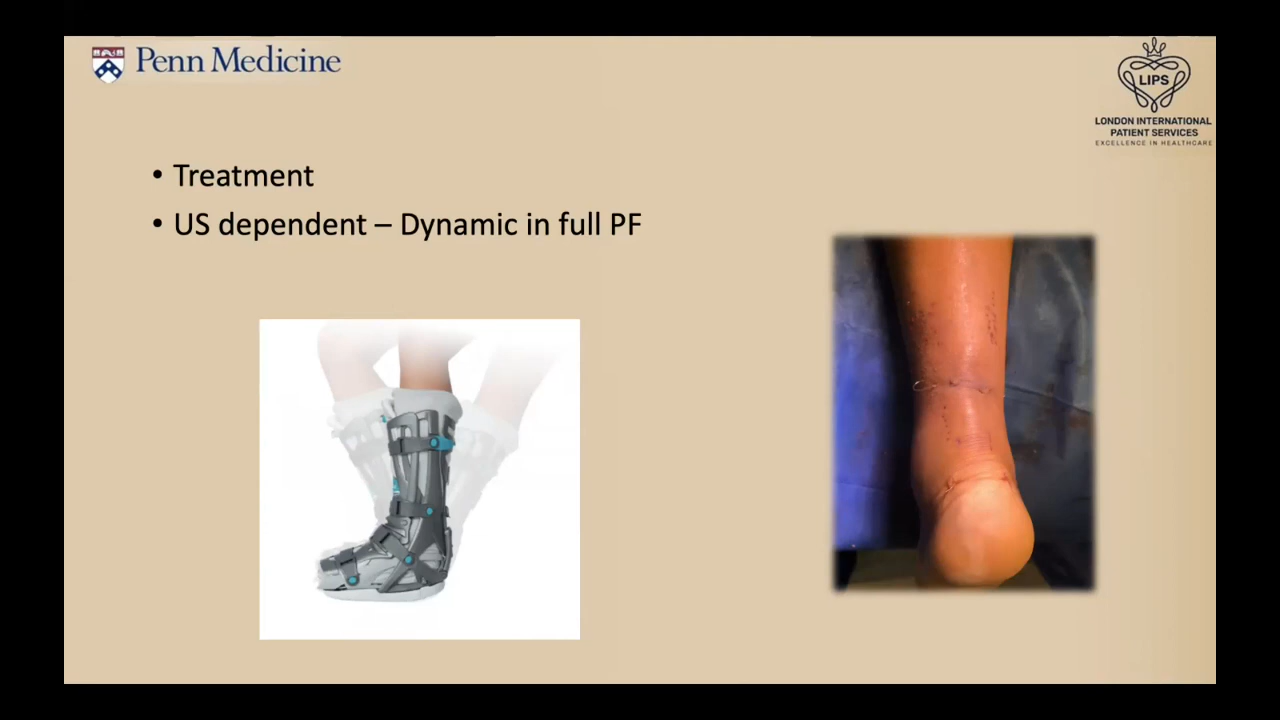 Penn Medicine
LIPS
LONDON INTERNATIONAL
PATIENT SERVICES
EXCELLENCE IN HEALTHCARE
• Treatment
• US dependent – Dynamic in full PF